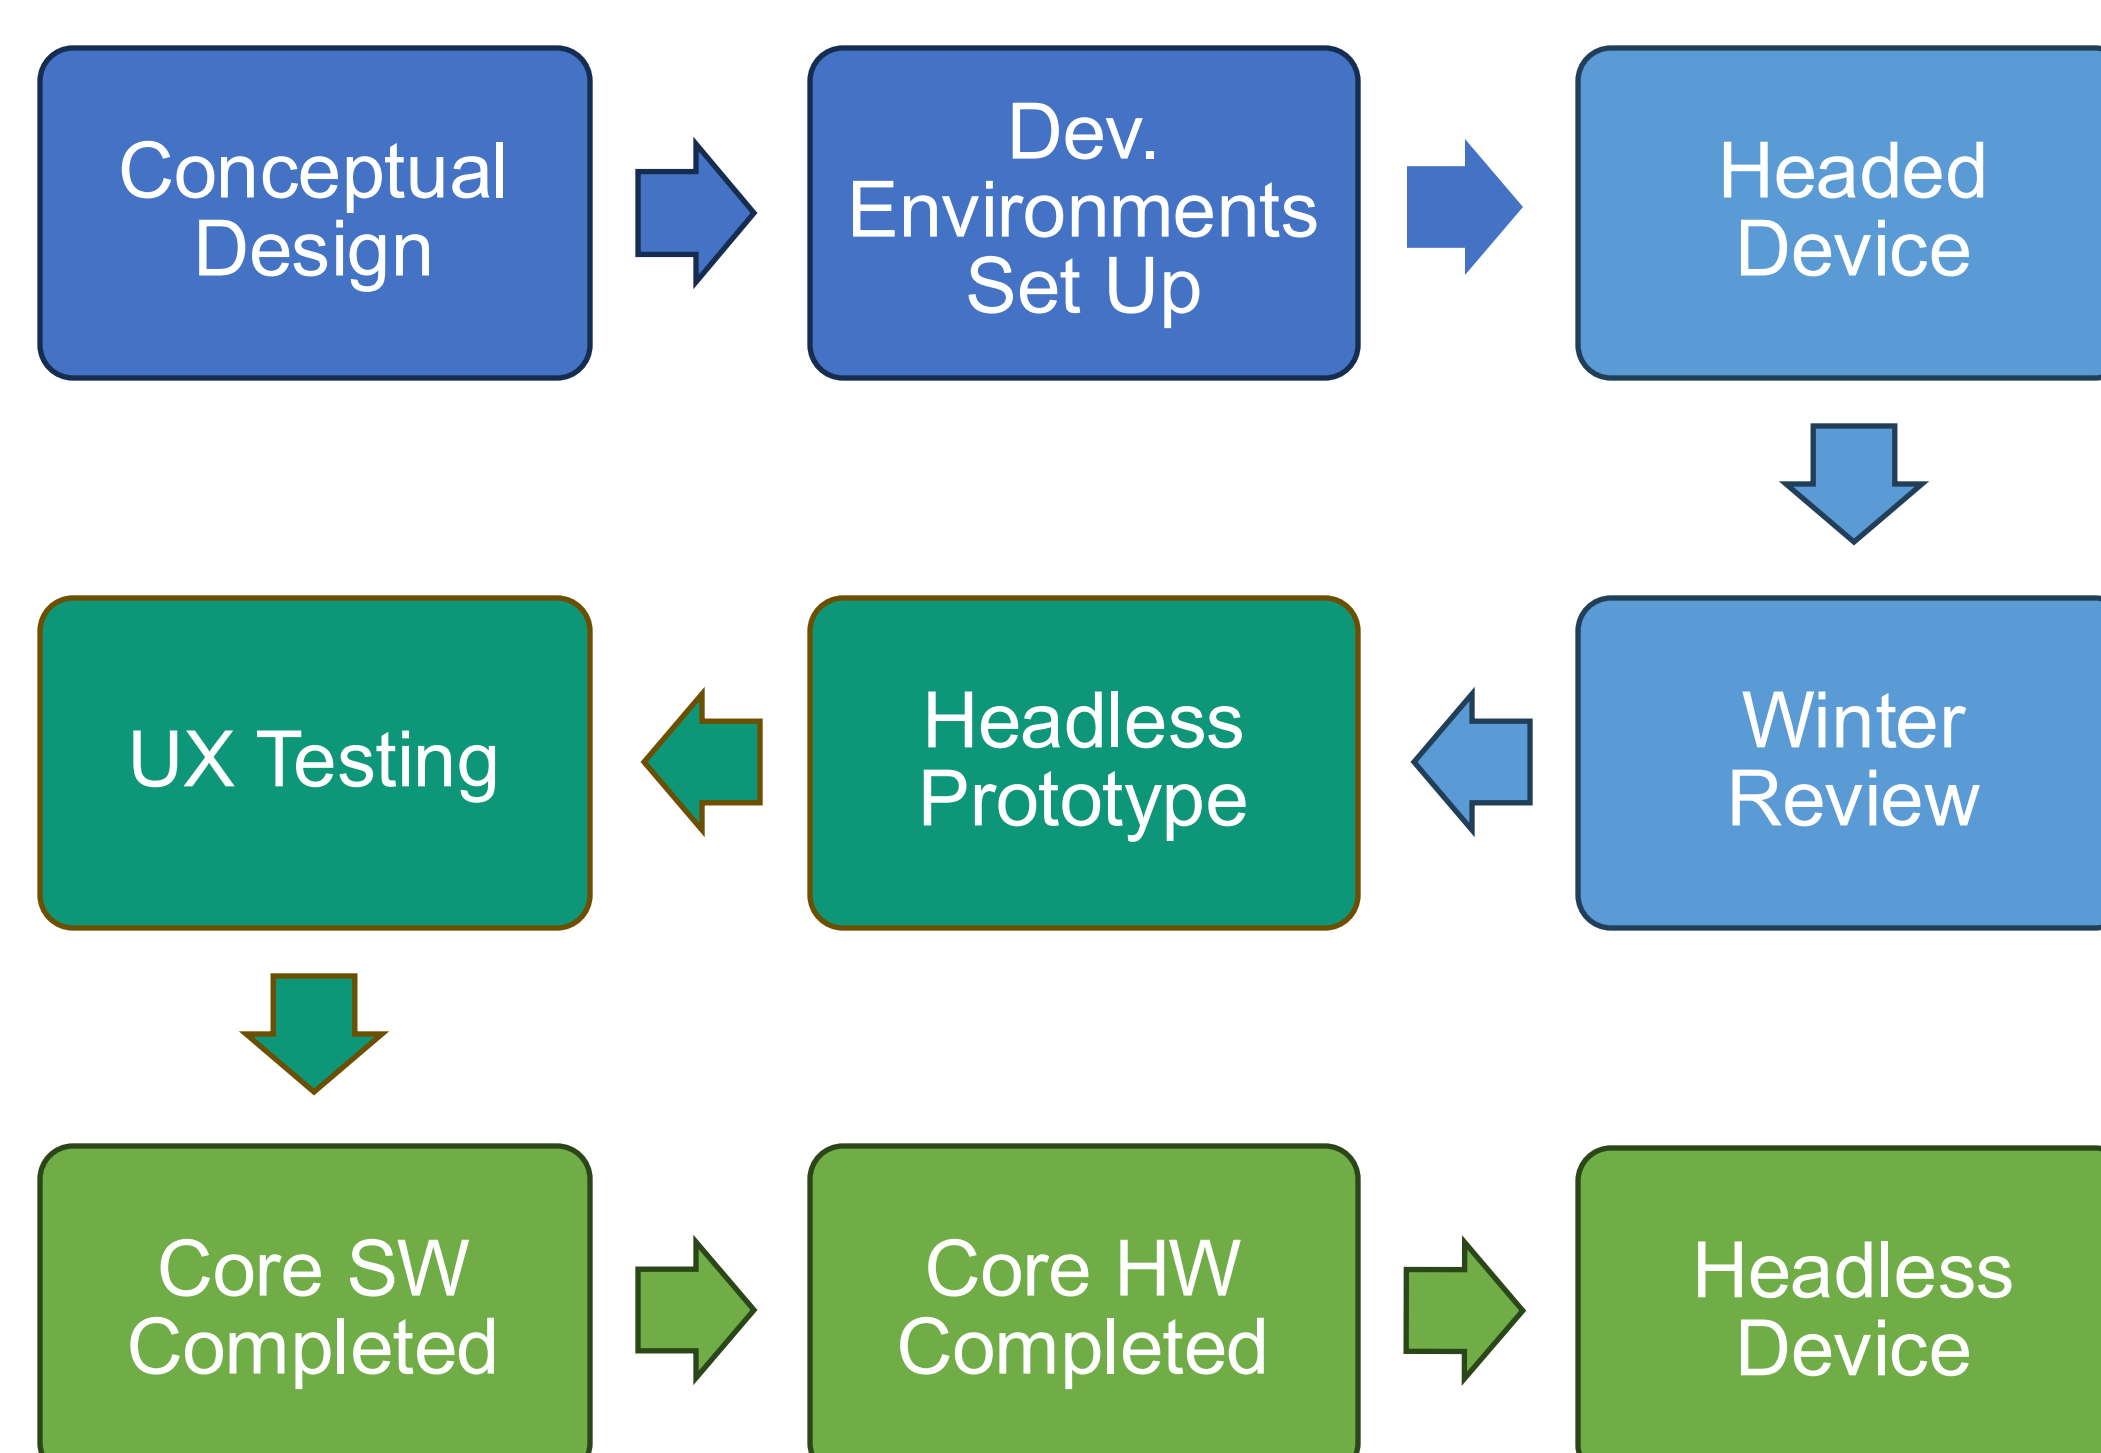 Conceptual
Design
Dev.
Environments
Set Up
Headed
Device
UX Testing
Headless
Prototype
Winter
Review
Core SW
Completed
Core HW
Completed
Headless
Device